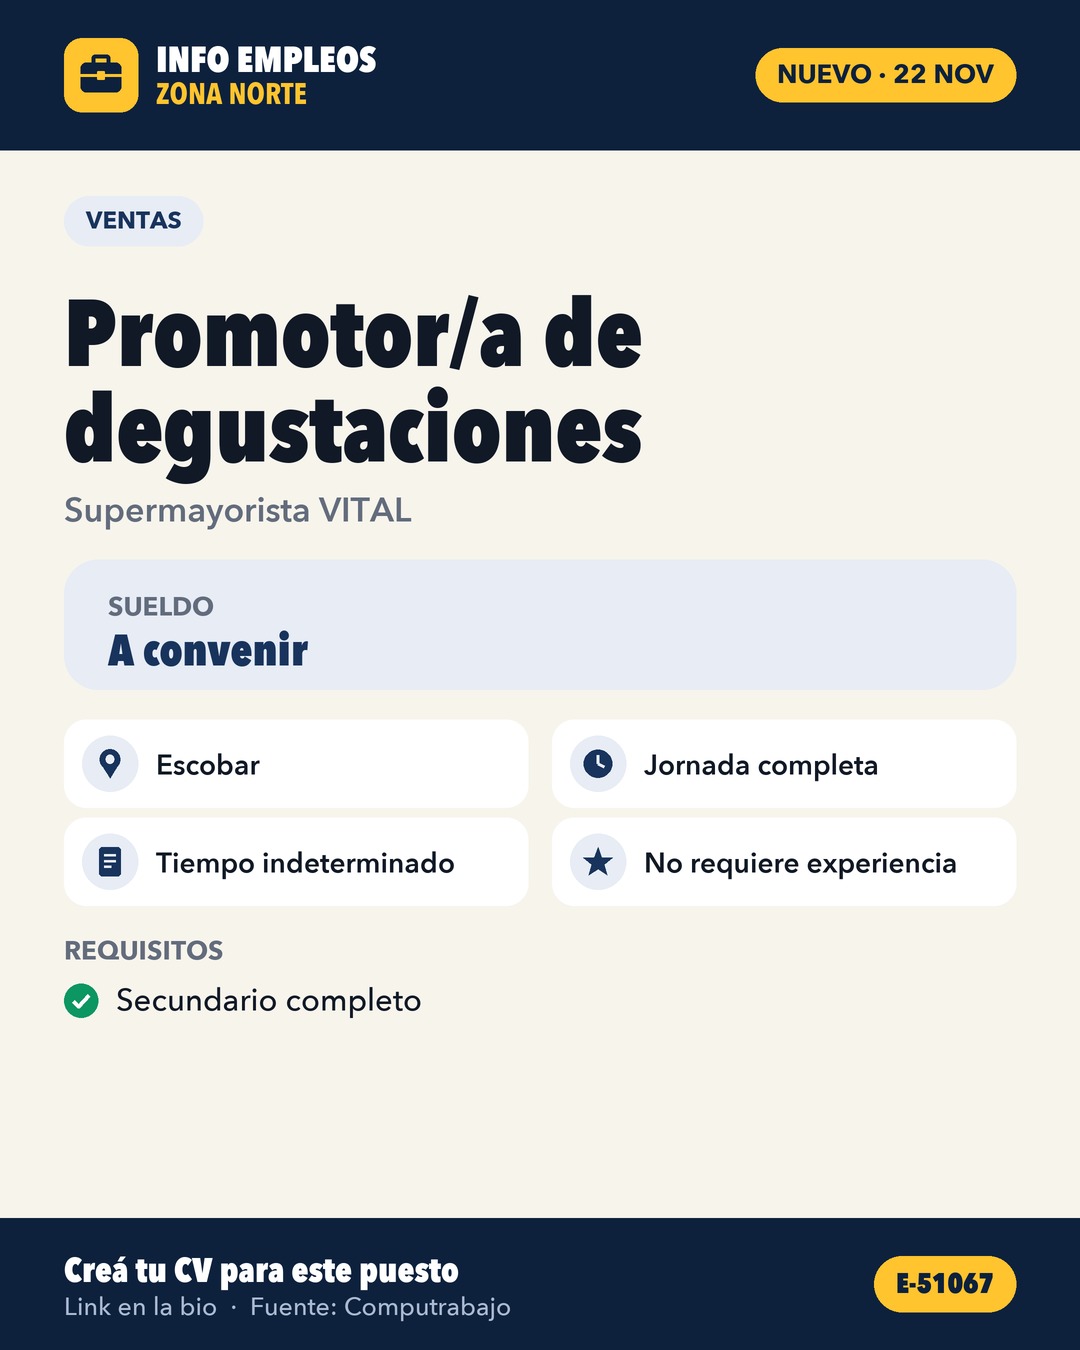 INFO EMPLEOS
ZONA NORTE
NUEVO · 22 NOV
VENTAS
Promotor/a de
degustaciones
Supermayorista VITAL
SUELDO
A convenir
Escobar
Jornada completa
Tiempo indeterminado
No requiere experiencia
REQUISITOS
Secundario completo
Creá tu CV para este puesto
Link en la bio · Fuente: Computrabajo
E-51067